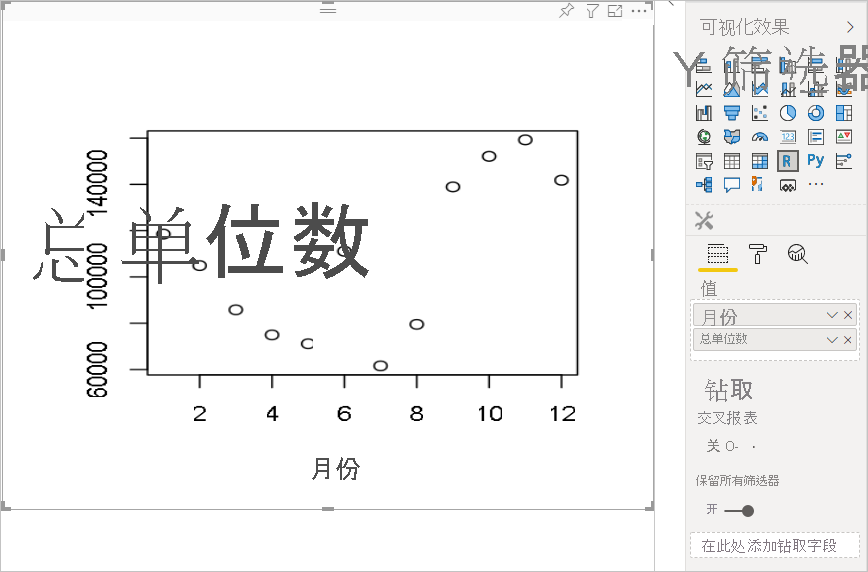 可视化效果
Y 筛选器
123
R
Py
140000
总单位数
100000
60000
2 4 6 8 10 12
月份
值
月份
总单位数
钻取
交叉报表
关 O- ·
保留所有筛选器
开
在此处添加钻取字段